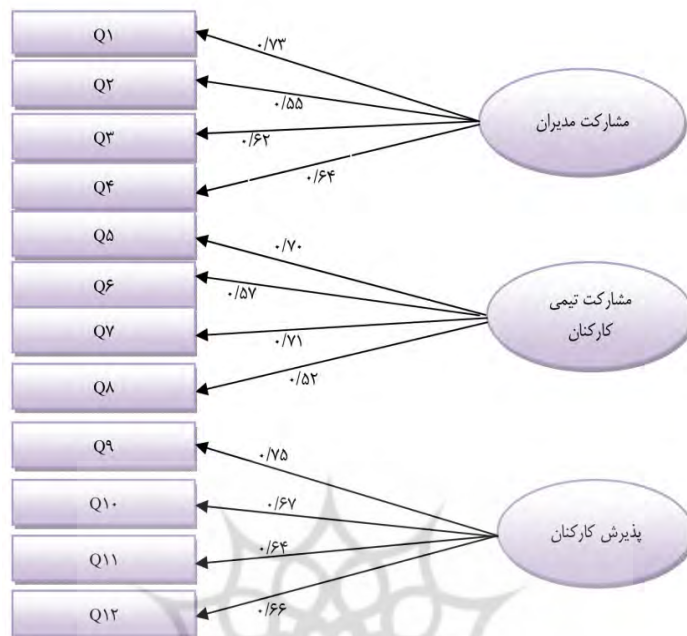 Q۱
Q۲
Q۳
Q۴
Q۵
Q۶
Q۷
Q۸
Q۹
Q۱۰
Q۱۱
Q۱۲
۰/۷۳
۰/۵۵
۰/۶۲
۰/۶۴
۰/۷۰
۰/۵۷
۰/۷۱
۰/۵۲
۰/۷۵
۰/۶۷
۰/۶۴
۰/۶۶
مشارکت مدیران
مشارکت تیمی
کارکنان
پذیرش کارکنان